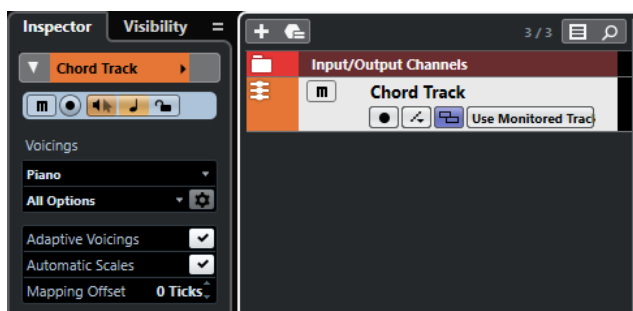 Inspector Visibility
3/3
Chord Track
Input/Output Channels
m
m Chord Track
Use Monitored Trac
Voicings
Piano
All Options
Adaptive Voicings
Automatic Scales
Mapping Offset 0 Ticks